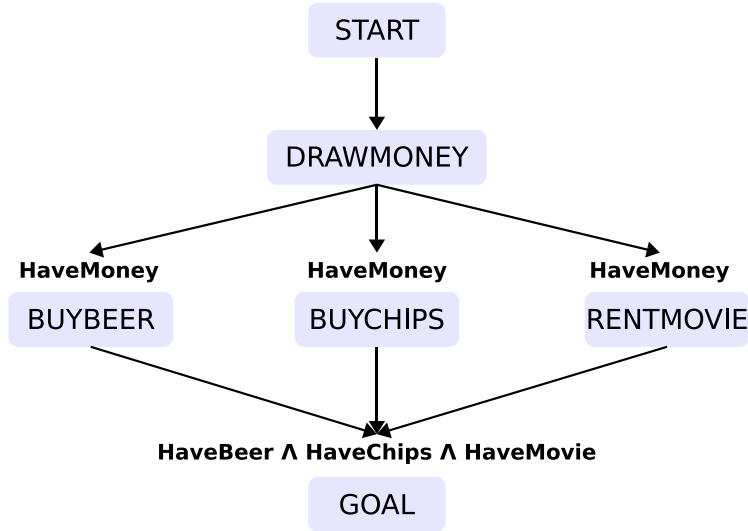 START
DRAWMONEY
HaveMoney HaveMoney HaveMoney
BUYBEER BUYCHIPS RENTMOVIE
HaveBeer Λ HaveChips Λ HaveMovie
GOAL